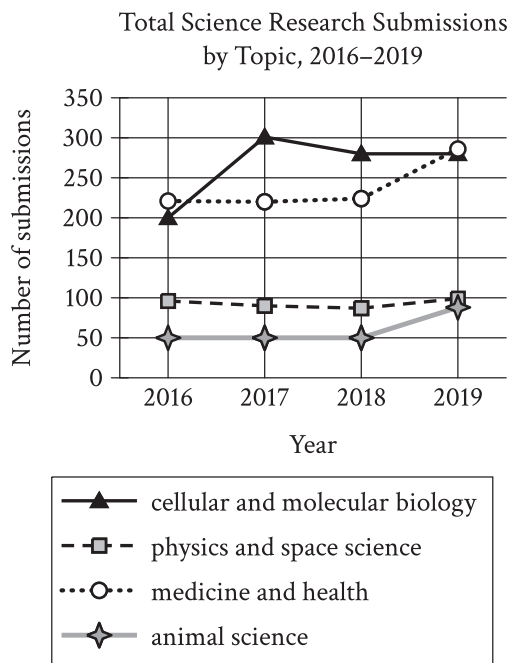 Total Science Research Submissions
by Topic, 2016–2019
Number of submissions
350
300
250
200
150
100
50
0
2016 2017 2018 2019
Year
cellular and molecular biology
physics and space science
medicine and health
animal science